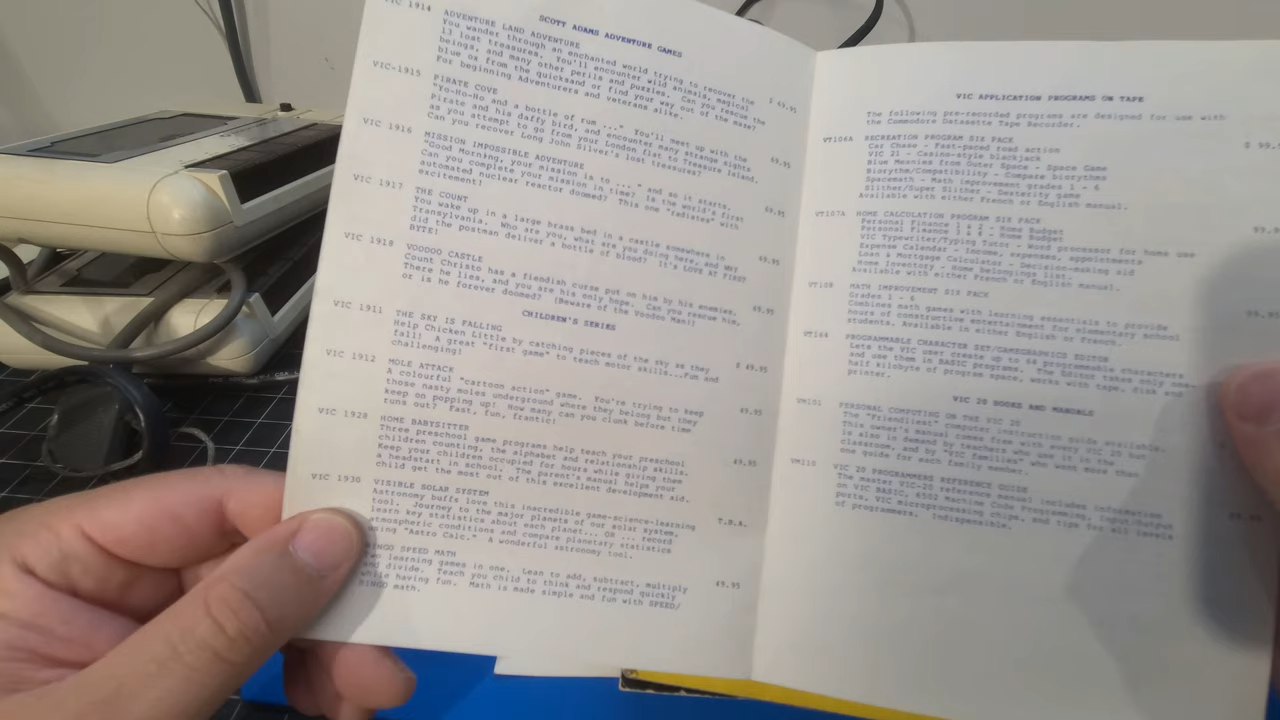 SCOTT ADAMS ADVENTURE GAMES
VIC 1914 ADVENTURE LAND ADVENTURE
You wander through an enchanted world trying to recover the $ 69.95
13 lost treasures. You'll encounter wild animals, magical
beings, and many other perils and puzzles. Can you rescue the
blue ox from the quicksand or find your way out of the maze?
For beginning Adventurers and veterans alike.
VIC-1915 PIRATE COVE
"Yo-Ho-Ho and a bottle of rum ..." You'll meet up with the 69.95
Pirate and his daffy bird, and encounter many strange sights
as you attempt to go from your London flat to Treasure Island.
Can you recover Long John Silver's lost treasures?
VIC 1916 MISSION IMPOSSIBLE ADVENTURE
"Good Morning, your mission is to ... " and so it starts. 69.95
Can you complete your mission in time? Is the world's first
automated nuclear reactor doomed? This one "radiates" with
excitement!
VIC 1917 THE COUNT
You wake up in a large brass bed in a castle somewhere in 69.95
Transylvania. Who are you, what are you doing here, and WHY
did the postman deliver a bottle of blood? It's LOVE AT FIRST
BYTE!
VIC 1918 VOODOO CASTLE
Count Christo has a fiendish curse put on him by his enemies. 69.95
There he lies, and you are his only hope. Can you rescue him,
or is he forever doomed? (Beware of the Voodoo Man!)
CHILDREN'S SERIES
VIC 1911 THE SKY IS FALLING
Help Chicken Little by catching pieces of the sky as they $ 49.95
fall! A great "first game" to teach motor skills...Fun and
challenging!
VIC 1912 MOLE ATTACK
A colourful "cartoon action" game. You're trying to keep 49.95
those nasty moles underground where they belong but they
keep on popping up! How many can you clunk before time
runs out? Fast, fun, frantic!
VIC 1928 HOME BABYSITTER
Three preschool game programs help teach your preschool 49.95
children counting, the alphabet and relationship skills.
Keep your children occupied for hours while giving them
a headstart in school. The parent's manual helps your
child get the most out of this excellent development aid.
VIC 1930 VISIBLE SOLAR SYSTEM
Astronomy buffs love this inacredible game-science-learning T.B.A.
tool. Journey to the major planets of our solar system,
learn key statistics about each planet... OR ... record
atmospheric conditions and compare planetary statistics
using "Astro Calc." A wonderful astronomy tool.
BINGO SPEED MATH
two learning games in one. Lean to add, subtract, multiply 49.95
and divide. Teach you child to think and respond quickly
while having fun. Math is made simple and fun with SPEED/
BINGO math.
VIC APPLICATION PROGRAMS ON TAPE
The following pre-recorded programs are designed for use with
the Commodore Datasette Tape Recorder.
VT106A RECREATION PROGRAM SIX PACK $ 99.
Car Chase - Fast-paced road action
VIC 21 - Casino-style blackjack
Blue Meanies from Outer Space - Space Game
Biorythm/Compatibility - Compare biorythms
Spacemath - Math improvement grades 1 - 6
Slither/Super Slither - Dexterity game
Available with either French or English manual.
VT107A HOME CALCULATION PROGRAM SIX PACK 99.
Personal Finance 1 & 2 - Home Budget
Personal Finance 3 & 4 - Home Budget
VIC Typewriter/Typing Tutor - Word processor for home use
Expense Calendar - Income, expenses, appointments
Loan & Mortgage Calculator - Decision-making aid
Home Inventory - Home belongings list.
Available with either French or English manual.
VT108 MATH IMPROVEMENT SIX PACK 99.95
Grades 1 - 6
Combines math games with learning essentials to provide
hours of constructive entertainment for elementary school
students. Available in either English or French.
VT164 PROGRAMMABLE CHARACTER SET/GAMEGRAPHICS EDITOR
Lets the VIC user create up to 64 programmable characters
and use them in BASIC programs. The Editor takes only one-
half kilobyte of program space, works with tape, disk and
printer.
VIC 20 BOOKS AND MANUALS
VM101 PERSONAL COMPUTING ON THE VIC 20
The "friendliest" computer instruction guide available.
This owner's manual comes free with every VIC 20 but
is also in demand by teachers who use it in the
classroom, and by "VIC families" who want more than
one guide for each family member.
VM110 VIC 20 PROGRAMMERS REFERENCE GUIDE
The master VIC-20 reference manual includes information
on VIC BASIC, 6502 Machine Code Programming, Input/Output
ports, VIC microprocessing chips, and tips for all levels
of programmers. Indispensible.